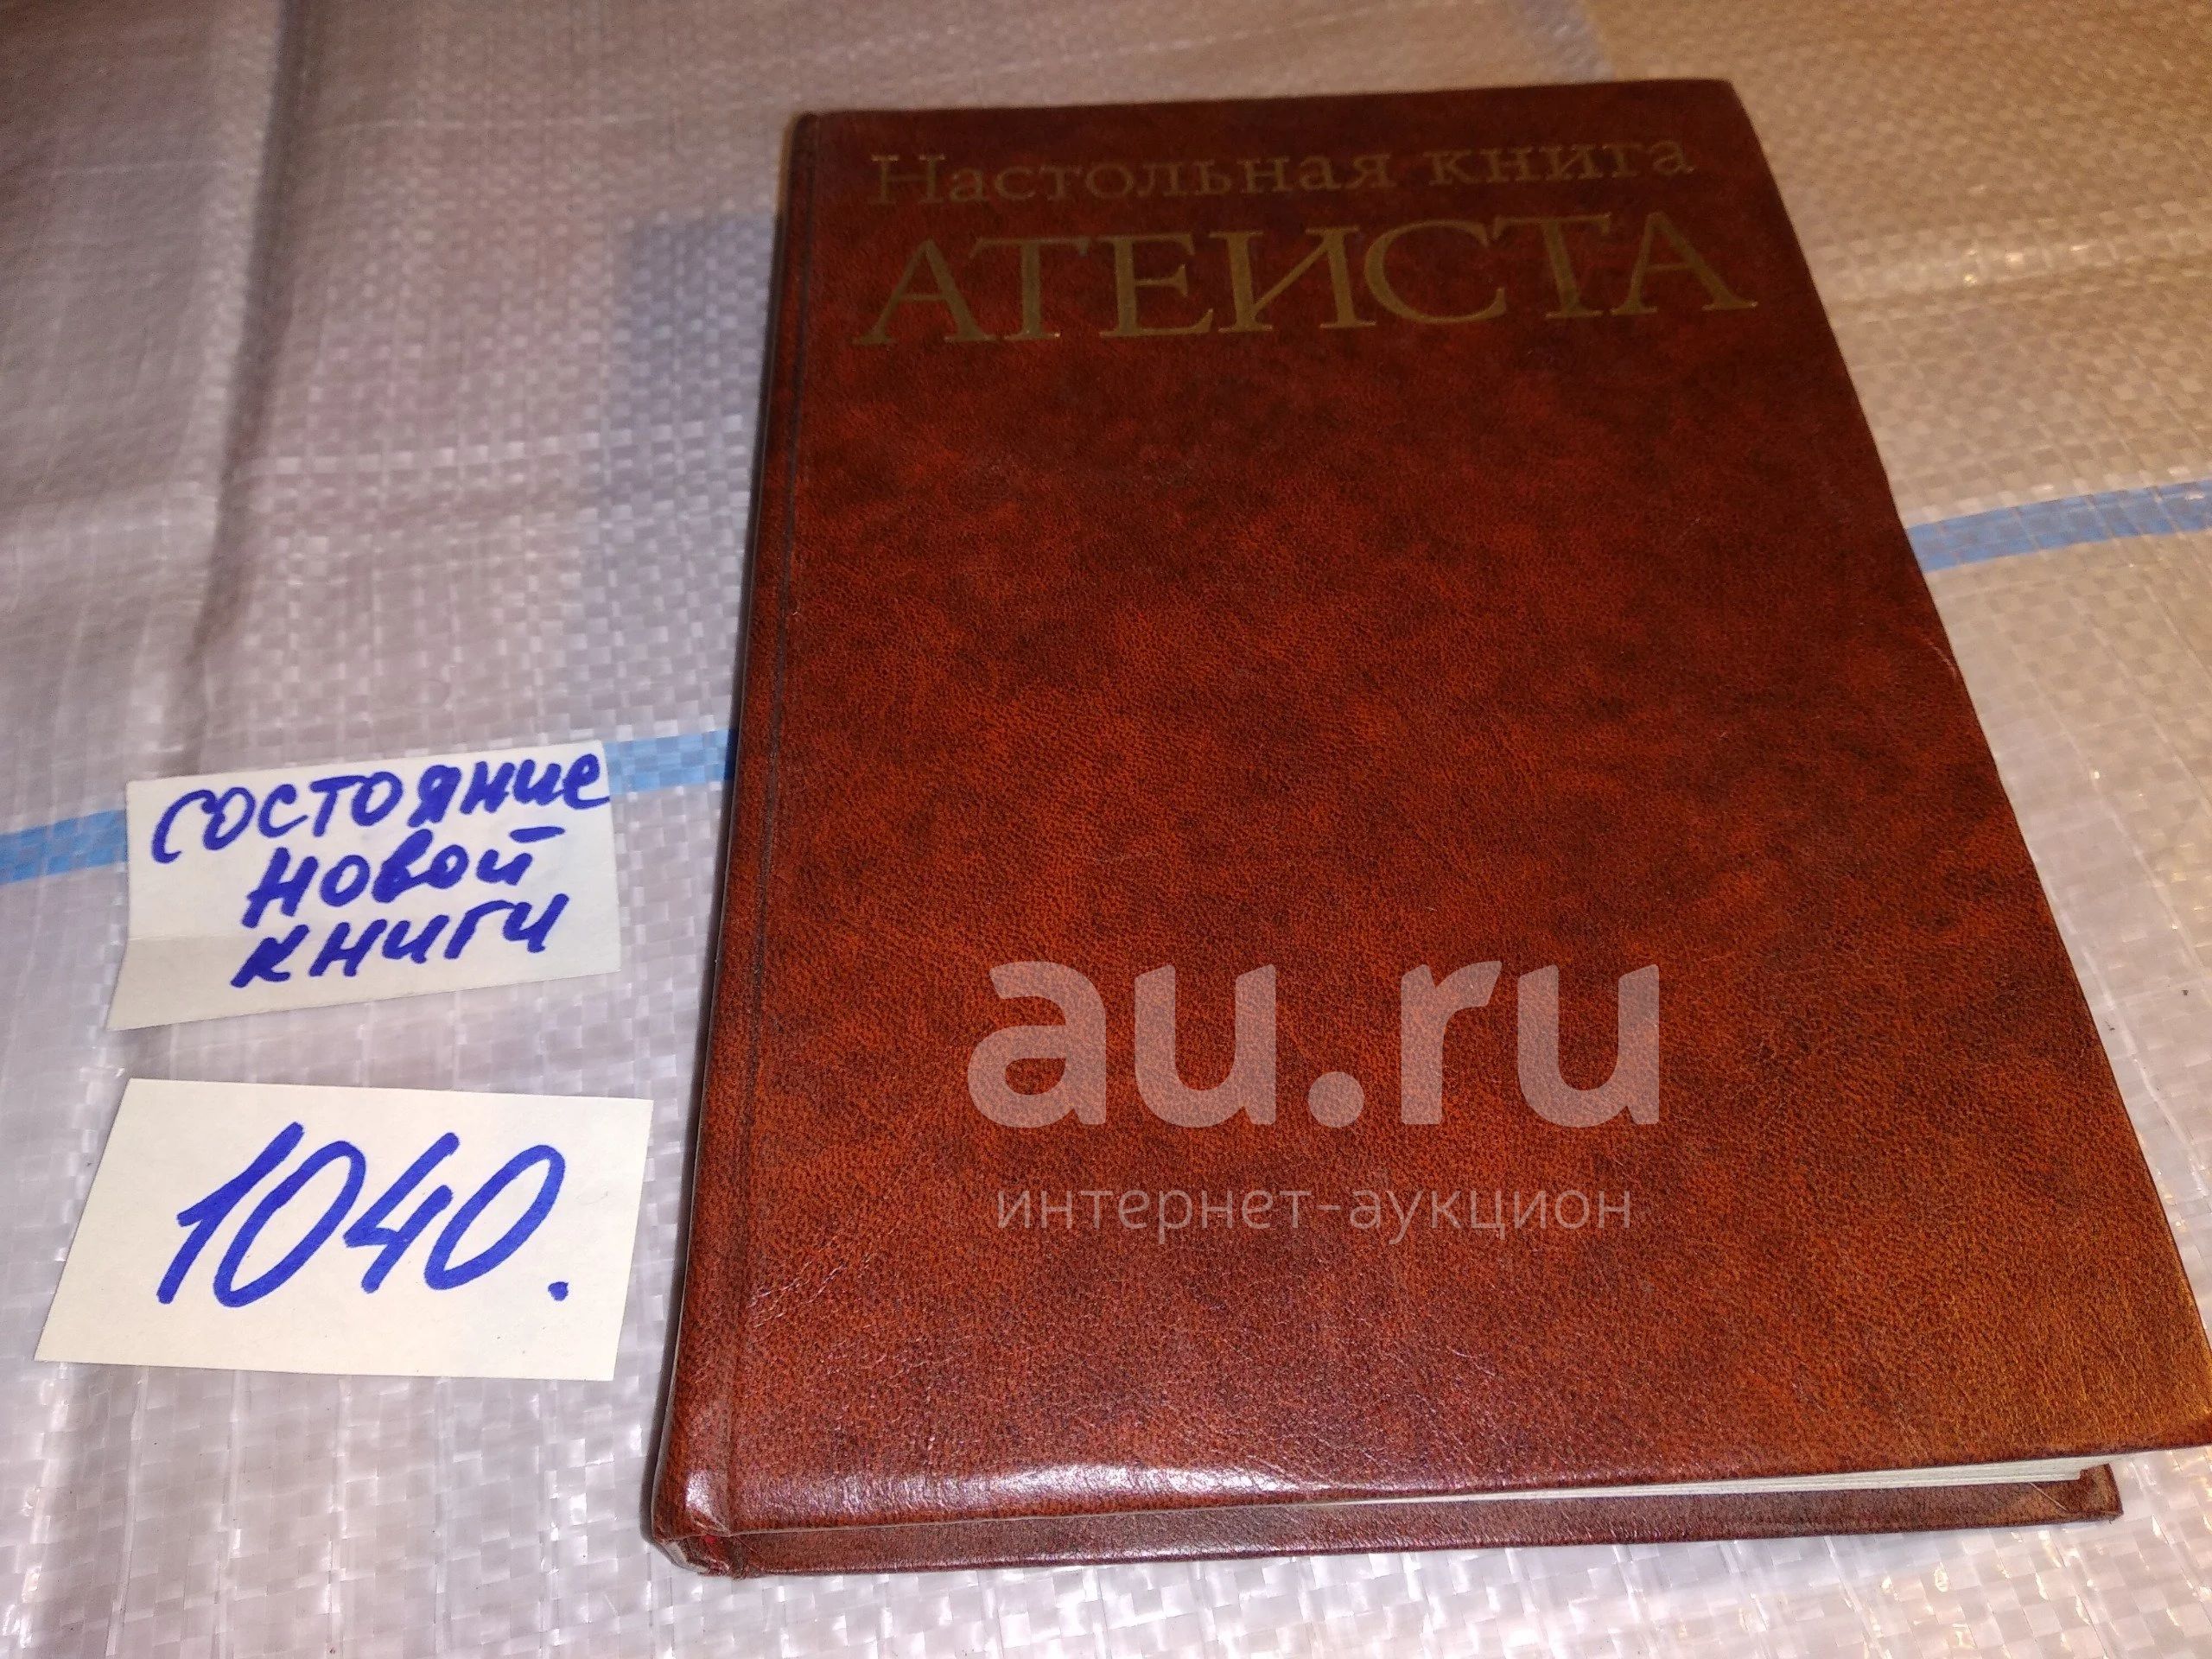 Настольная книга
АТЕИСТА
состояние
новой
книги
1040.
au.ru
интернет-аукцион